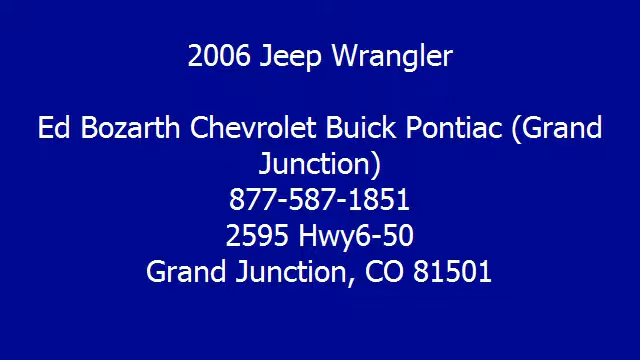 2006 Jeep Wrangler
Ed Bozarth Chevrolet Buick Pontiac (Grand
Junction)
877-587-1851
2595 Hwy6-50
Grand Junction, CO 81501